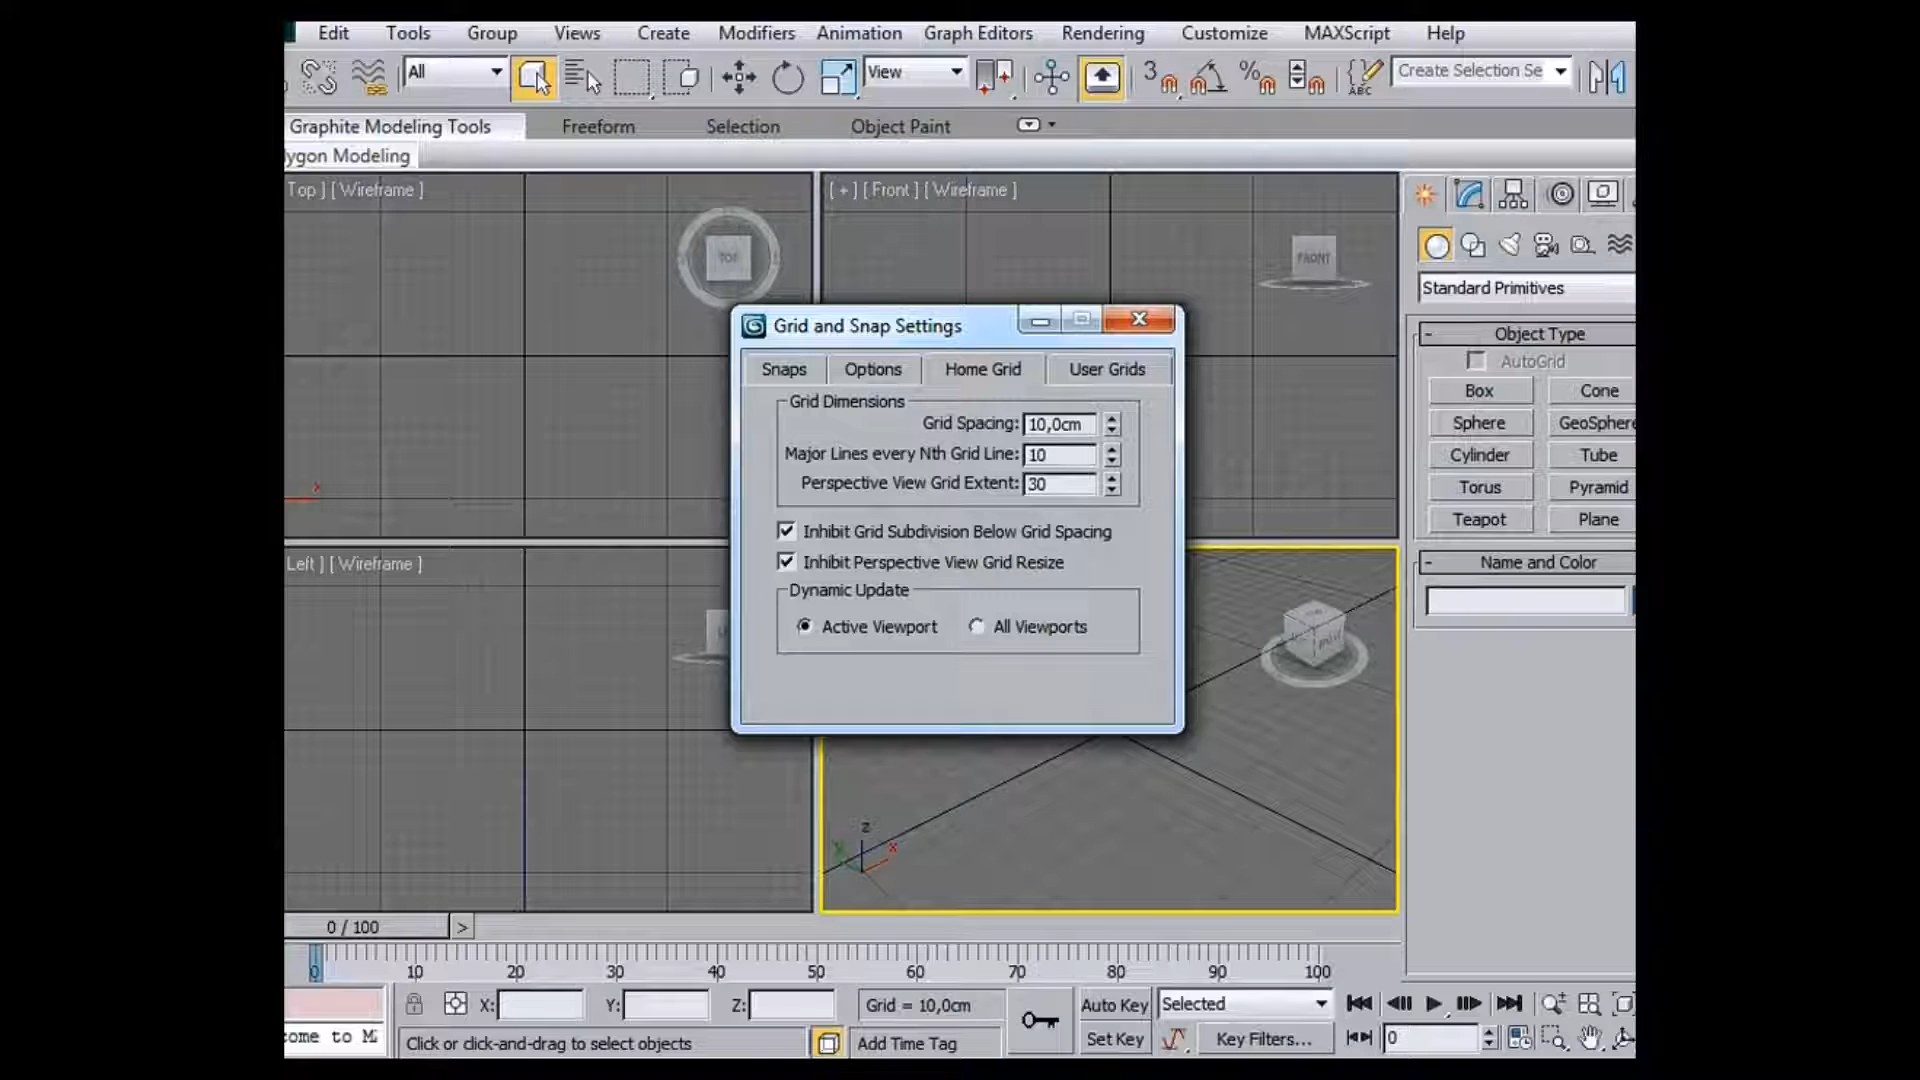 Edit Tools Group Views Create Modifiers Animation Graph Editors Rendering Customize MAXScript Help
All View 3 % ABC Create Selection Se
Graphite Modeling Tools Freeform Selection Object Paint
lygon Modeling
Top ] [ Wireframe ]
[ + ] [ Front ] [ Wireframe ]
TOP
FRONT
Standard Primitives
Object Type
AutoGrid
Box Cone
Sphere GeoSphere
Cylinder Tube
Torus Pyramid
Teapot Plane
Name and Color
Grid and Snap Settings
Snaps Options Home Grid User Grids
Grid Dimensions
Grid Spacing: 10,0cm
Major Lines every Nth Grid Line: 10
Perspective View Grid Extent: 30
Inhibit Grid Subdivision Below Grid Spacing
Inhibit Perspective View Grid Resize
Dynamic Update
Active Viewport All Viewports
x
Left ] [ Wireframe ]
z
x
0 / 100 >
0 10 20 30 40 50 60 70 80 90 100
X: Y: Z: Grid = 10,0cm Auto Key Selected
ome to M
Click or click-and-drag to select objects Add Time Tag Set Key Key Filters... 0